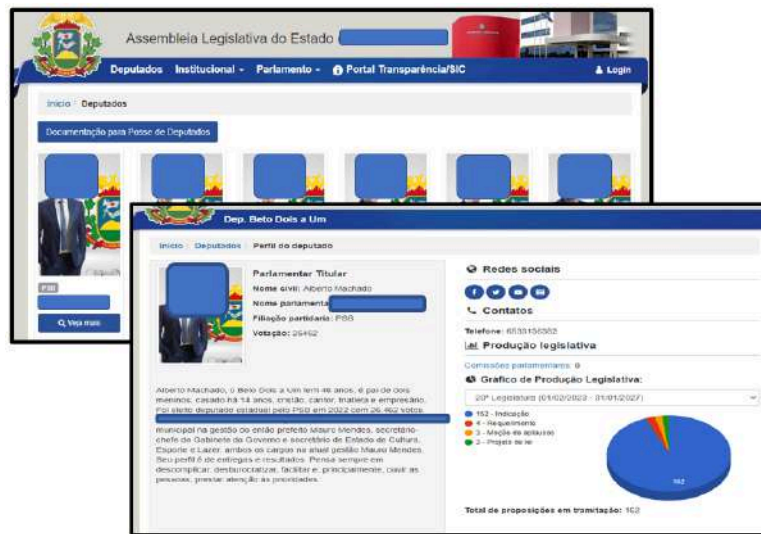 Assembleia Legislativa do Estado
Deputados Institucional Parlamento Portal Transparência/SIC Login
Início Deputados
Documentação para Posse de Deputados
PSB
Veja mais
Dep. Beto Dois a Um
Início Deputados Perfil do deputado
Parlamentar Titular
Nome civil: Alberto Machado
Nome parlamenta
Filiação partidaria: PSB
Votação: 26462
Alberto Machado, o Beto Dois a Um tem 46 anos, é pai de dois
meninos, casado há 14 anos, cristão, cantor, triatleta e empresário.
Foi eleito deputado estadual pelo PSB em 2022 com 26.462 votos.
municipal na gestão do então prefeito Mauro Mendes, secretário-
chefe do Gabinete do Governo e secretário de Estado de Cultura,
Esporte e Lazer, ambos os cargos na atual gestão Mauro Mendes.
Seu perfil é de entregas e resultados. Pensa sempre em
descomplicar, desburocratizar, facilitar e, principalmente, ouvir as
pessoas, prestar atenção às prioridades.
Redes sociais
Contatos
Telefone:
Produção legislativa
Comissões parlamentares: 0
Gráfico de Produção Legislativa:
20ª Legislatura (01/02/2023 - 01/01/2027)
152 - Indicação
4 - Requerimento
3 - Moção de aplausos
Projeto de lei
Total de proposições em tramitação: 162